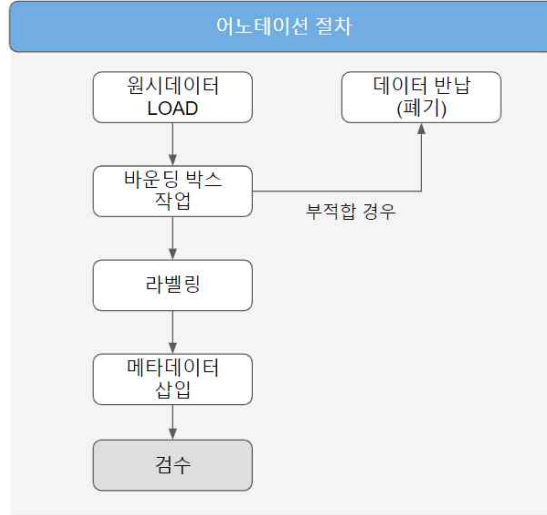 어노테이션 절차
원시데이터
LOAD
데이터 반납
(폐기)
바운딩 박스
작업
부적합 경우
라벨링
메타데이터
삽입
검수